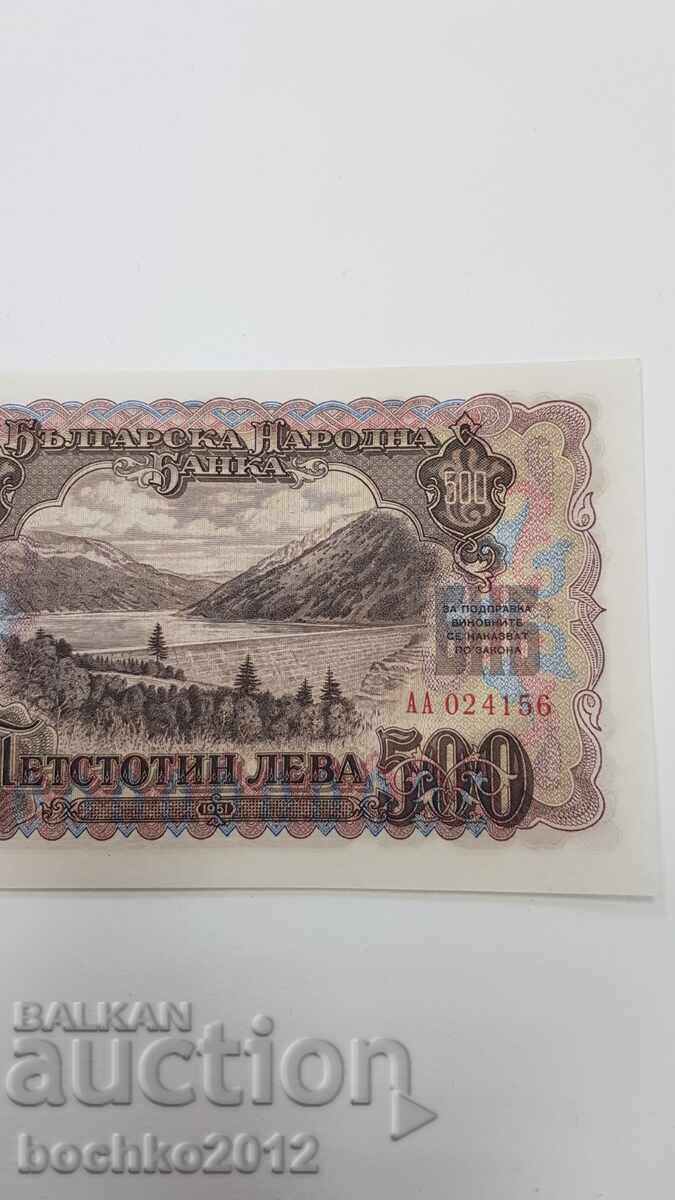 БЪЛГАРСКА НАРОДНА
БАНКА
500
ЗА ПОДПРАВКА
ВИНОВНИТЕ
СЕ НАКАЗВАТ
ПО ЗАКОНА
АА 024156
ПЕТСТОТИН ЛЕВА 500
1951
BALKAN
auction
bochko2012